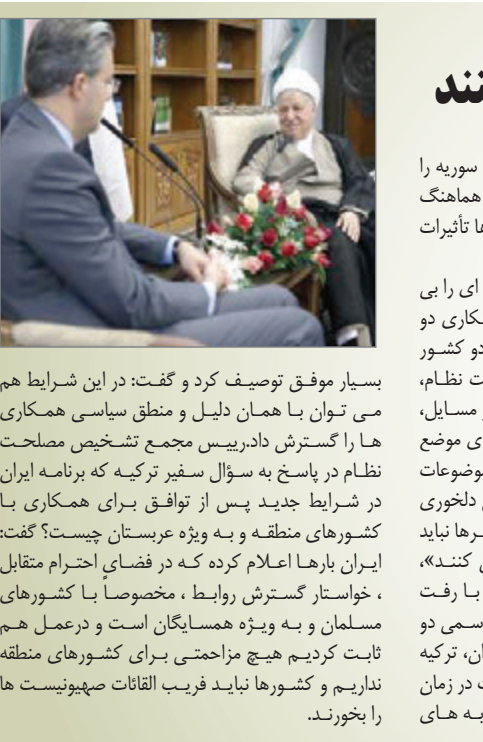 نند
سوریه را
هماهنگ
ها تأثیرات
ای را بی
کاری دو
دو کشور
ت نظام،
مسایل،
ی موضع
وضوعات
دلخوری
رها نباید
کنند»،
با رفت
سمی دو
ان، ترکیه
ت در زمان
به های
بسیار موفق توصیف کرد و گفت: در این شرایط هم
می توان با همان دلیل و منطق سیاسی همکاری
ها را گسترش داد.رییس مجمع تشخیص مصلحت
نظام در پاسخ به سؤال سفیر ترکیه که برنامه ایران
در شرایط جدید پس از توافق برای همکاری با
کشورهای منطقه و به ویژه عربستان چیست؟ گفت:
ایران بارها اعلام کرده که در فضای احترام متقابل
، خواستار گسترش روابط ، مخصوصاً با کشورهای
مسلمان و به ویژه همسایگان است و درعمل هم
ثابت کردیم هیچ مزاحمتی برای کشورهای منطقه
نداریم و کشورها نباید فریب القائات صهیونیست ها
را بخورند.